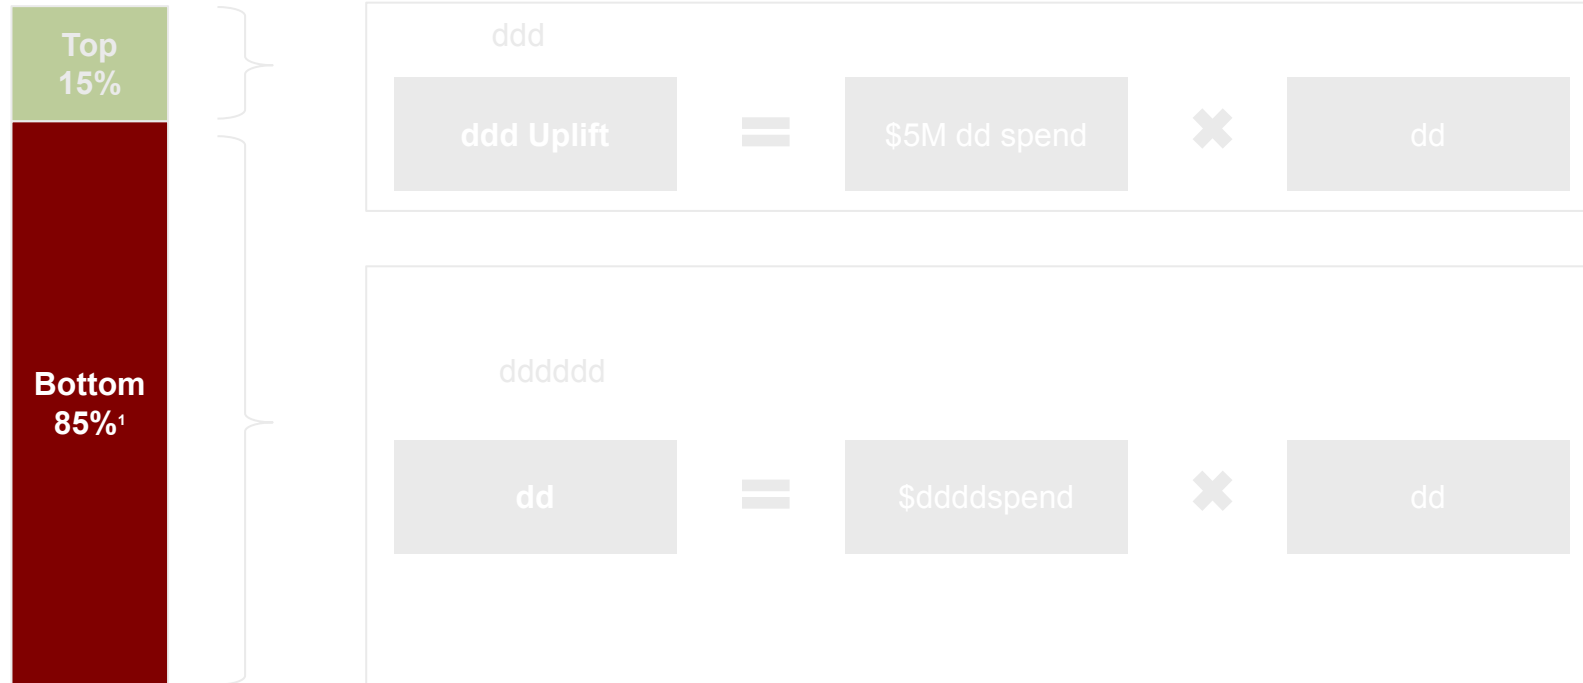 Top
15%
ddd
ddd Uplift
$5M dd spend
dd
Bottom
85%¹
dddddd
dd
$ddddspend
dd